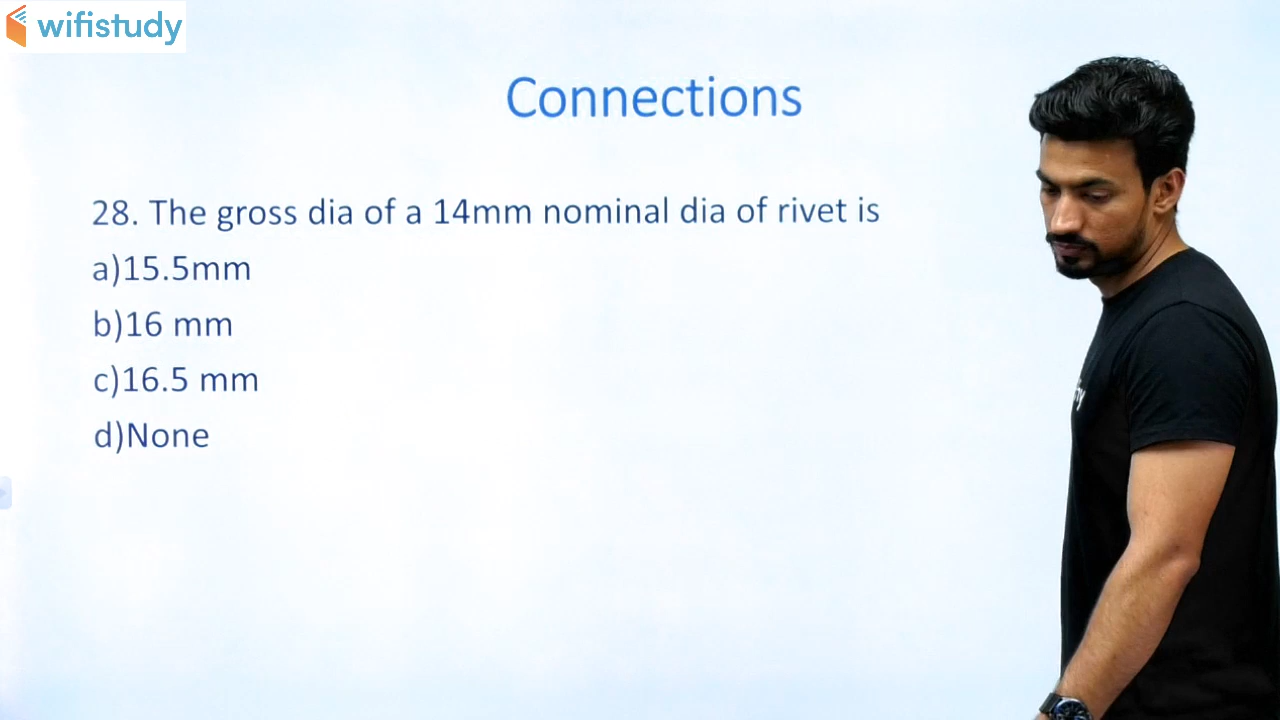 wifistudy
Connections
28. The gross dia of a 14mm nominal dia of rivet is
a)15.5mm
b)16 mm
c)16.5 mm
d)None